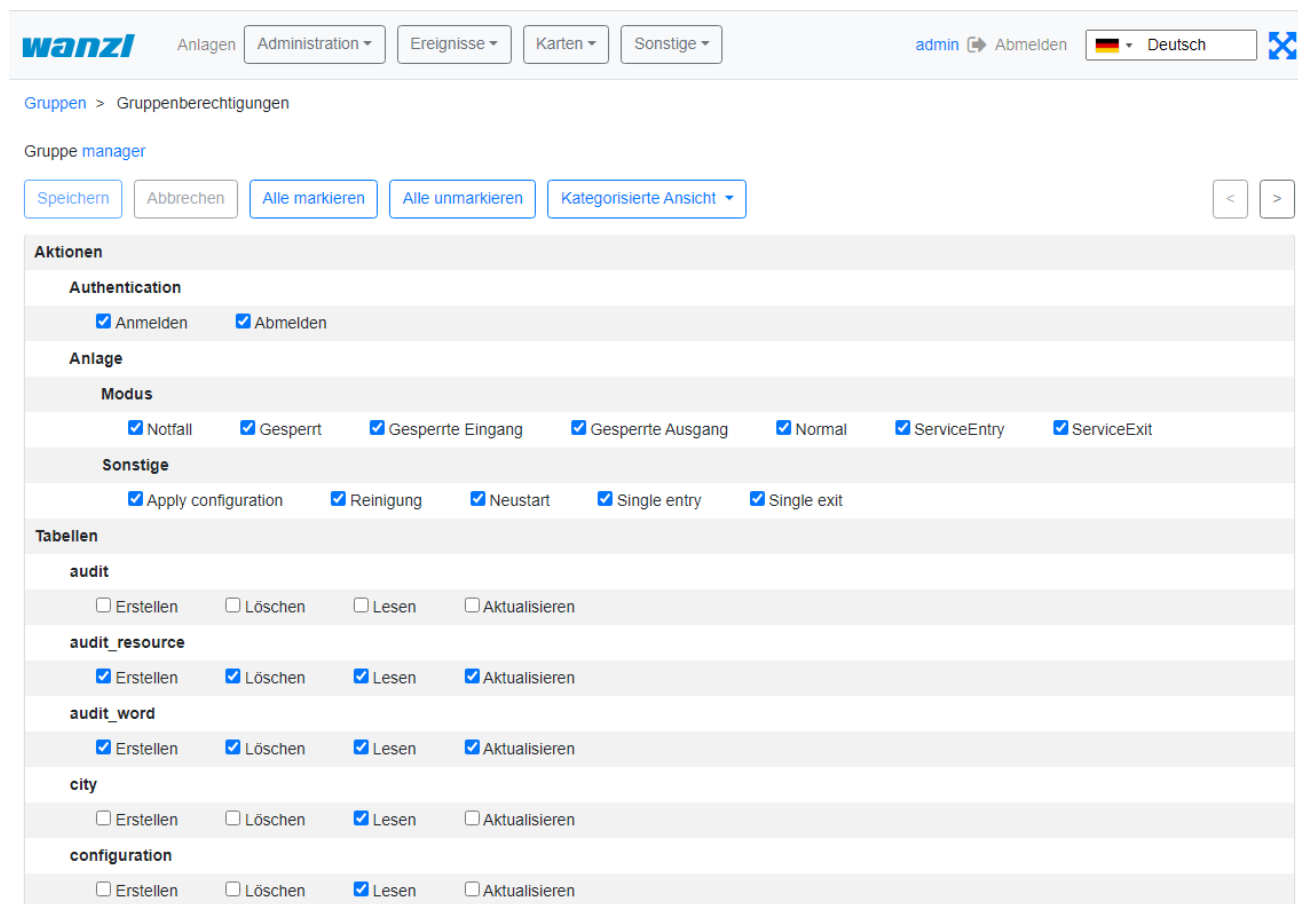 wanzl Anlagen Administration Ereignisse Karten Sonstige admin Abmelden Deutsch
Gruppen > Gruppenberechtigungen
Gruppe manager
Speichern Abbrechen Alle markieren Alle unmarkieren Kategorisierte Ansicht < >
Aktionen
Authentication
Anmelden Abmelden
Anlage
Modus
Notfall Gesperrt Gesperrte Eingang Gesperrte Ausgang Normal ServiceEntry ServiceExit
Sonstige
Apply configuration Reinigung Neustart Single entry Single exit
Tabellen
audit
Erstellen Löschen Lesen Aktualisieren
audit_resource
Erstellen Löschen Lesen Aktualisieren
audit_word
Erstellen Löschen Lesen Aktualisieren
city
Erstellen Löschen Lesen Aktualisieren
configuration
Erstellen Löschen Lesen Aktualisieren